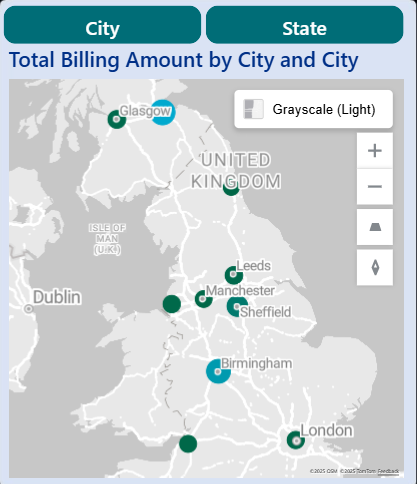 City
State
Total Billing Amount by City and City
Glasgow
Grayscale (Light)
UNITED
KINGDOM
ISLE OF
MAN
(U.K.)
Leeds
Dublin
Manchester
Sheffield
Birmingham
London
©2025 OSM ©2025 TomTom Feedback